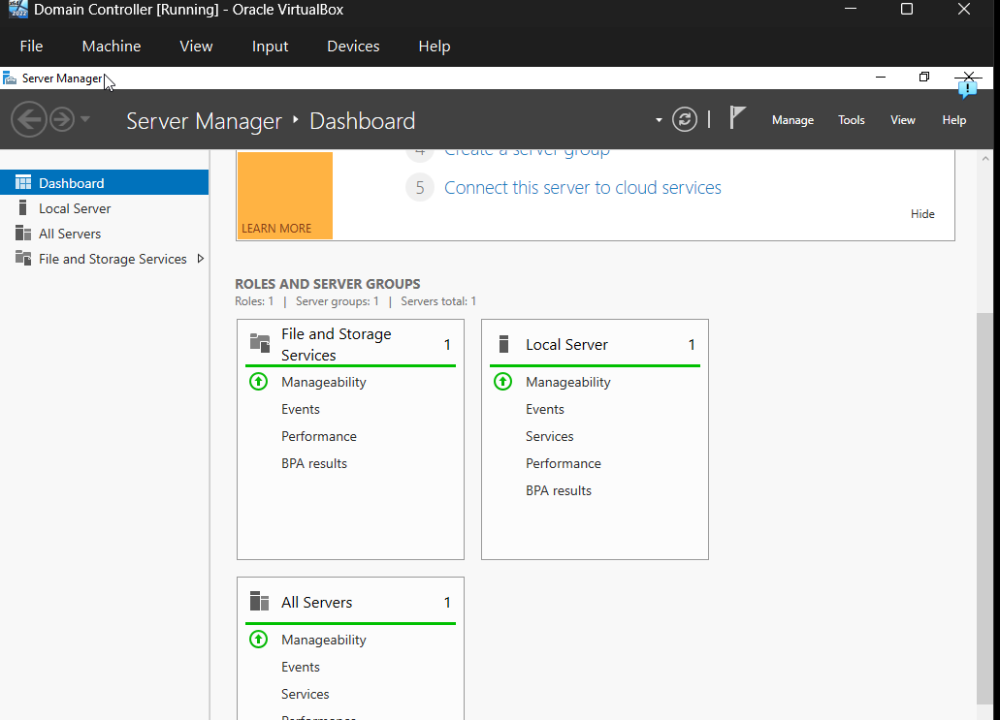 Domain Controller [Running] - Oracle VirtualBox
File Machine View Input Devices Help
Server Manager
Server Manager Dashboard
Manage Tools View Help
Dashboard
Local Server
All Servers
File and Storage Services
4 Create a server group
5 Connect this server to cloud services
LEARN MORE
Hide
ROLES AND SERVER GROUPS
Roles: 1 | Server groups: 1 | Servers total: 1
File and Storage
Services
1
Manageability
Events
Performance
BPA results
Local Server 1
Manageability
Events
Services
Performance
BPA results
All Servers 1
Manageability
Events
Services
Performance